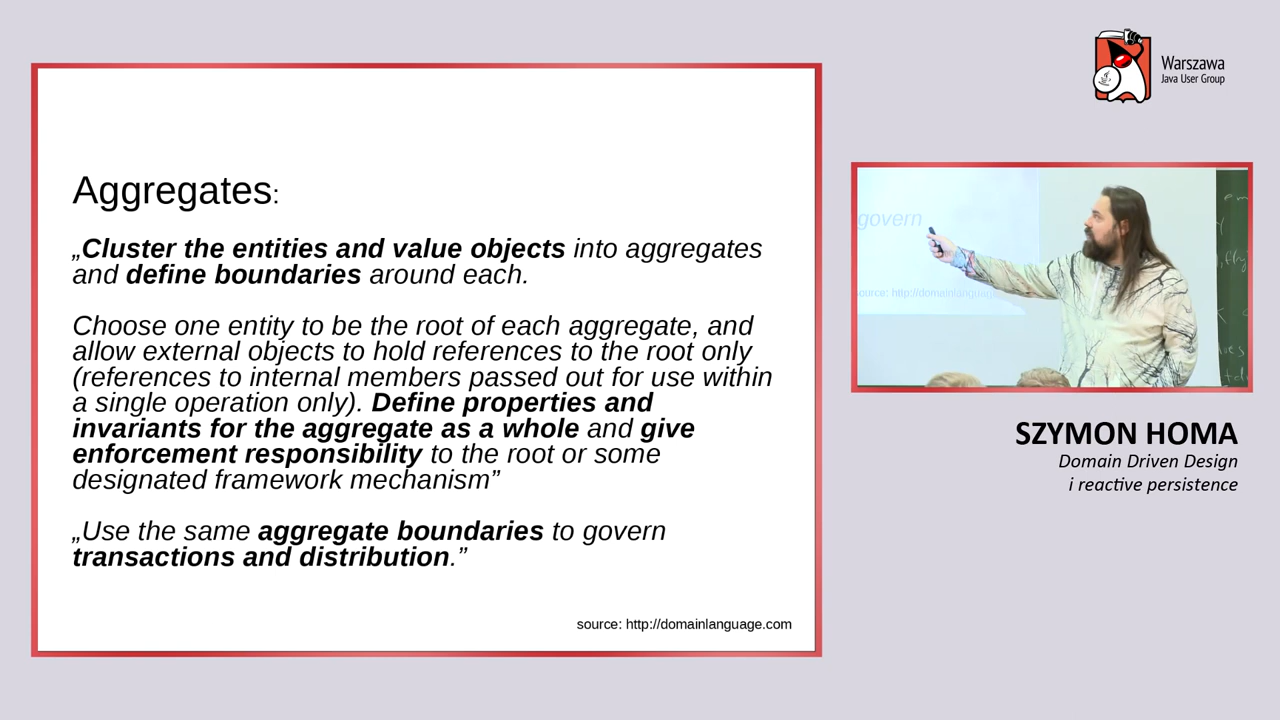 Aggregates:
„Cluster the entities and value objects into aggregates
and define boundaries around each.
Choose one entity to be the root of each aggregate, and
allow external objects to hold references to the root only
(references to internal members passed out for use within
a single operation only). Define properties and
invariants for the aggregate as a whole and give
enforcement responsibility to the root or some
designated framework mechanism”
„Use the same aggregate boundaries to govern
transactions and distribution.”
source: http://domainlanguage.com
Warszawa
Java User Group
govern
source: http://domainlanguage
SZYMON HOMA
Domain Driven Design
i reactive persistence